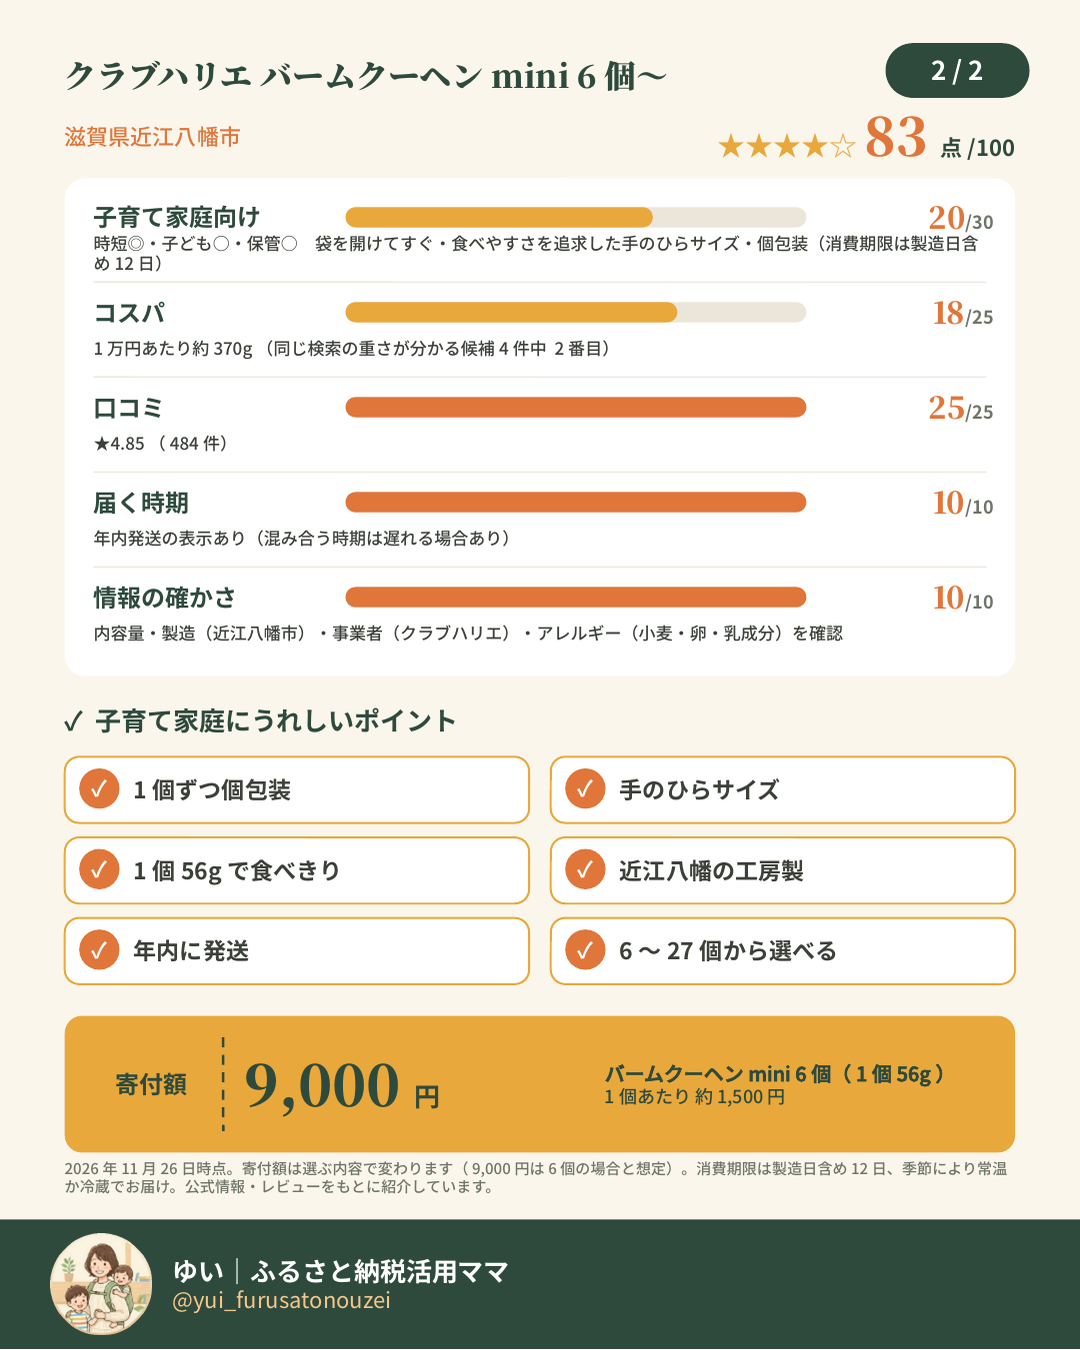 クラブハリエ バームクーヘン mini 6 個〜
2 / 2
滋賀県近江八幡市
★★★★☆ 83 点 /100
子育て家庭向け 20/30
時短◎・子ども○・保管○　袋を開けてすぐ・食べやすさを追求した手のひらサイズ・個包装（消費期限は製造日含
め 12 日）
コスパ 18/25
1 万円あたり約 370g （同じ検索の重さが分かる候補 4 件中 2 番目）
口コミ 25/25
★4.85 （ 484 件）
届く時期 10/10
年内発送の表示あり（混み合う時期は遅れる場合あり）
情報の確かさ 10/10
内容量・製造（近江八幡市）・事業者（クラブハリエ）・アレルギー（小麦・卵・乳成分）を確認
✓ 子育て家庭にうれしいポイント
✓ 1 個ずつ個包装
✓ 手のひらサイズ
✓ 1 個 56g で食べきり
✓ 近江八幡の工房製
✓ 年内に発送
✓ 6 〜 27 個から選べる
寄付額
9,000 円
バームクーヘン mini 6 個（ 1 個 56g ）
1 個あたり 約 1,500 円
2026 年 11 月 26 日時点。寄付額は選ぶ内容で変わります（ 9,000 円は 6 個の場合と想定）。消費期限は製造日含め 12 日、季節により常温
か冷蔵でお届け。公式情報・レビューをもとに紹介しています。
ゆい｜ふるさと納税活用ママ
@yui_furusatonouzei